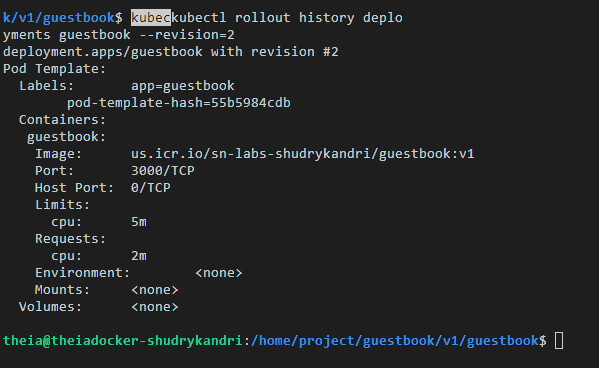 k/v1/guestbook$ kubeckubectl rollout history deplo
yments guestbook --revision=2
deployment.apps/guestbook with revision #2
Pod Template:
  Labels:       app=guestbook
        pod-template-hash=55b5984cdb
  Containers:
   guestbook:
    Image:      us.icr.io/sn-labs-shudrykandri/guestbook:v1
    Port:       3000/TCP
    Host Port:  0/TCP
    Limits:
      cpu:      5m
    Requests:
      cpu:      2m
    Environment:        <none>
    Mounts:     <none>
  Volumes:      <none>
theia@theiadocker-shudrykandri:/home/project/guestbook/v1/guestbook$